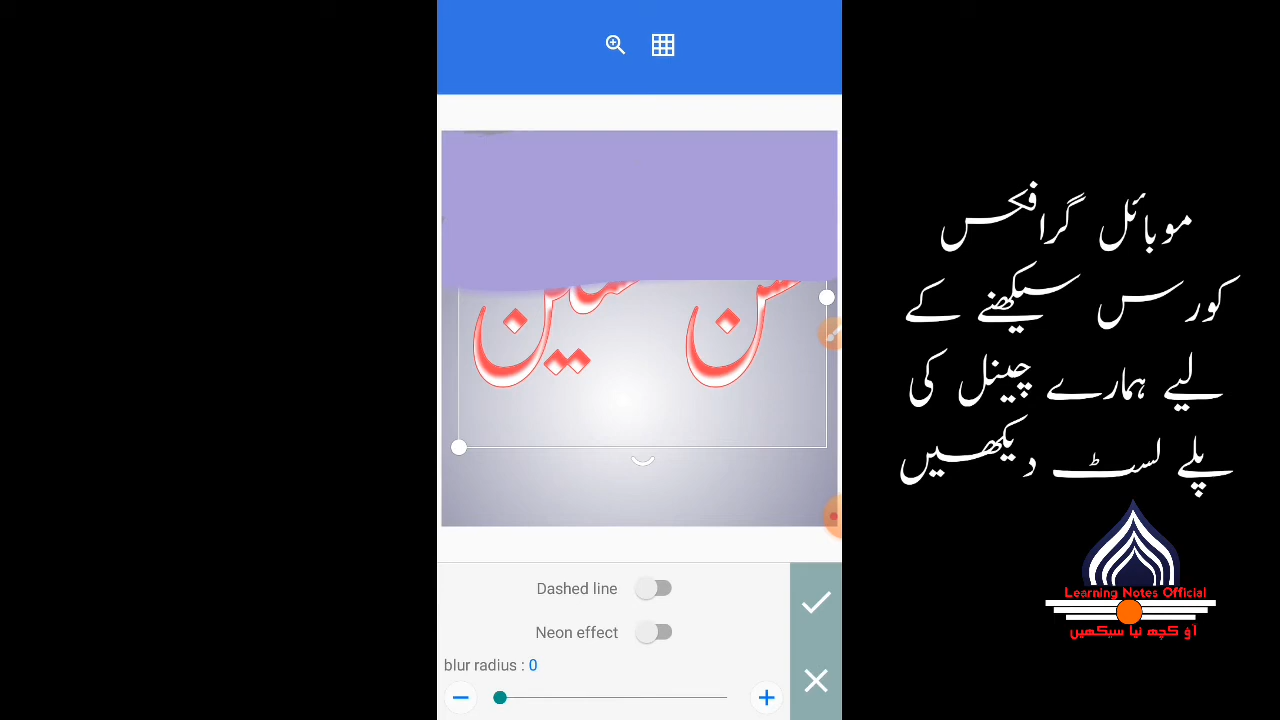 موبائل گرافکس
کورس سیکھنے کے
لیے ہمارے چینل کی
پلے لسٹ دیکھیں
Learning Notes Official
آؤ کچھ نیا سیکھیں
Dashed line
Neon effect
blur radius : 0